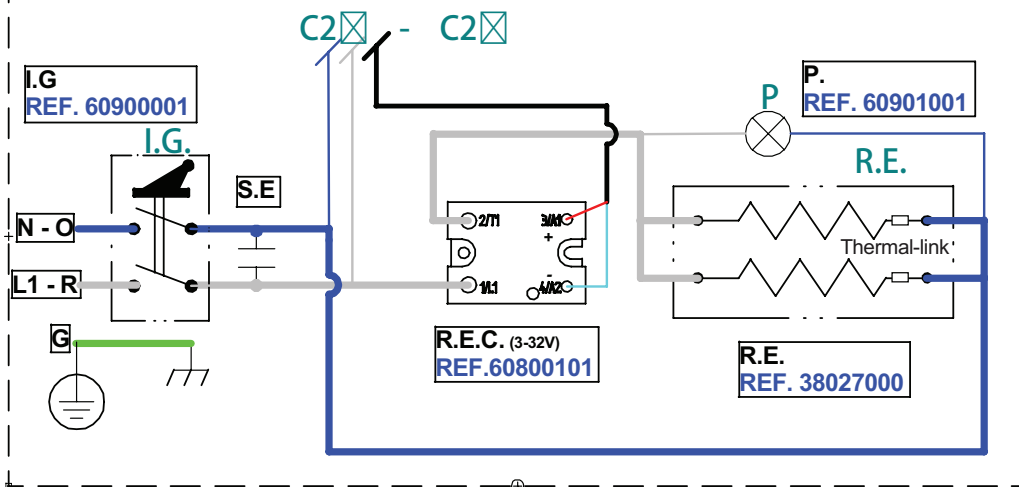 C2☒ - C2☒
I.G
REF. 60900001
I.G.
S.E
N - O
L1 - R
G
2/T1
3/A1
+
1/L1
-
4/A2
R.E.C. (3-32V)
REF.60800101
P
P.
REF. 60901001
R.E.
Thermal-link
R.E.
REF. 38027000